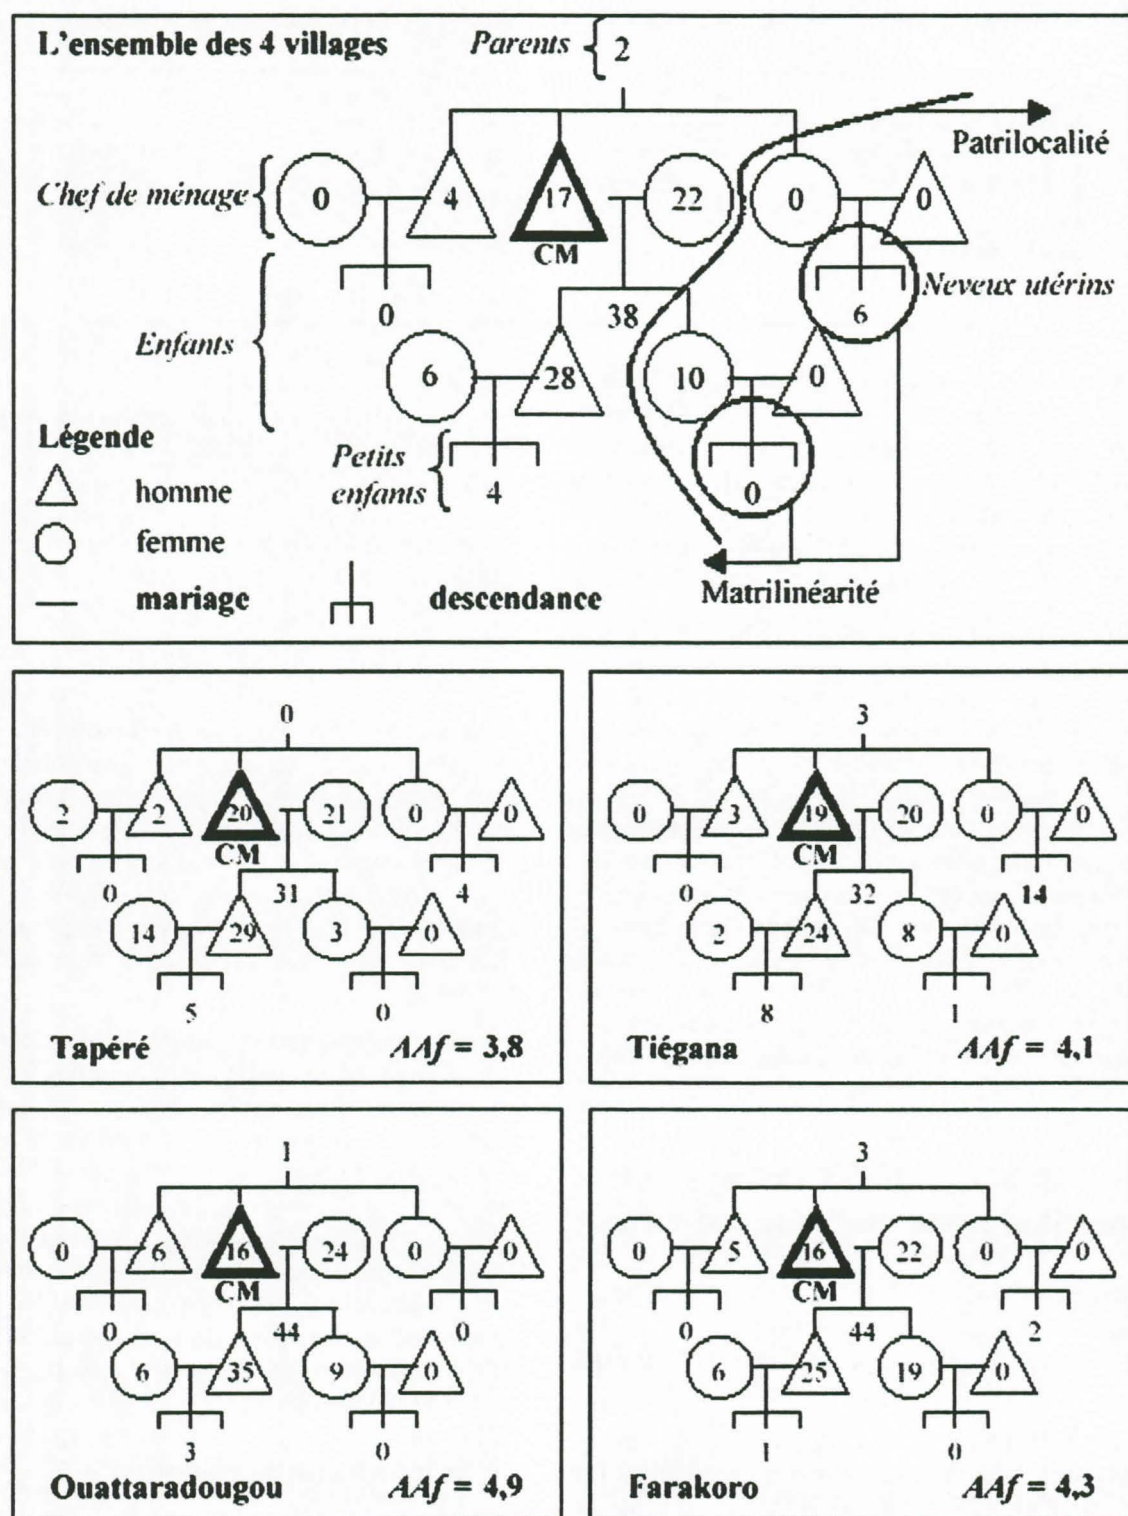 L'ensemble des 4 villages
Parents
2
Patrilocalité
Chef de ménage
0
4
17
22
0
0
CM
Neveux utérins
0
38
6
Enfants
6
28
10
0
Légende
homme
Petits
enfants
4
0
femme
mariage
descendance
Matrilinéarité
0
2
2
20
21
0
0
CM
0
31
4
14
29
3
0
5
0
Tapéré
AAf = 3,8
3
0
3
19
20
0
0
CM
0
32
14
2
24
8
0
8
1
Tiégana
AAf = 4,1
1
0
6
16
24
0
0
CM
0
44
0
6
35
9
0
3
0
Ouattaradougou
AAf = 4,9
3
0
5
16
22
0
0
CM
0
44
2
6
25
19
0
1
0
Farakoro
AAf = 4,3